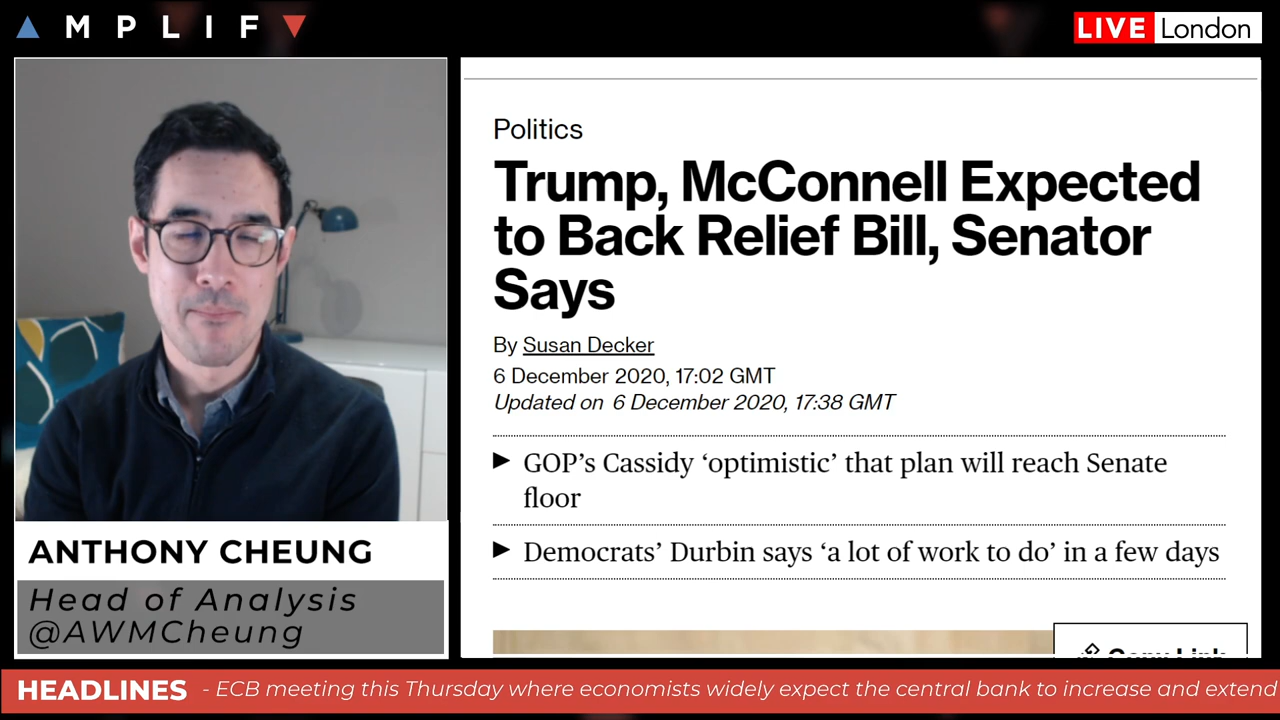 AMPLIFY
LIVE London
Politics
Trump, McConnell Expected
to Back Relief Bill, Senator
Says
By Susan Decker
6 December 2020, 17:02 GMT
Updated on 6 December 2020, 17:38 GMT
► GOP’s Cassidy ‘optimistic’ that plan will reach Senate
floor
► Democrats’ Durbin says ‘a lot of work to do’ in a few days
Copy Link
ANTHONY CHEUNG
Head of Analysis
@AWMCheung
HEADLINES - ECB meeting this Thursday where economists widely expect the central bank to increase and extend